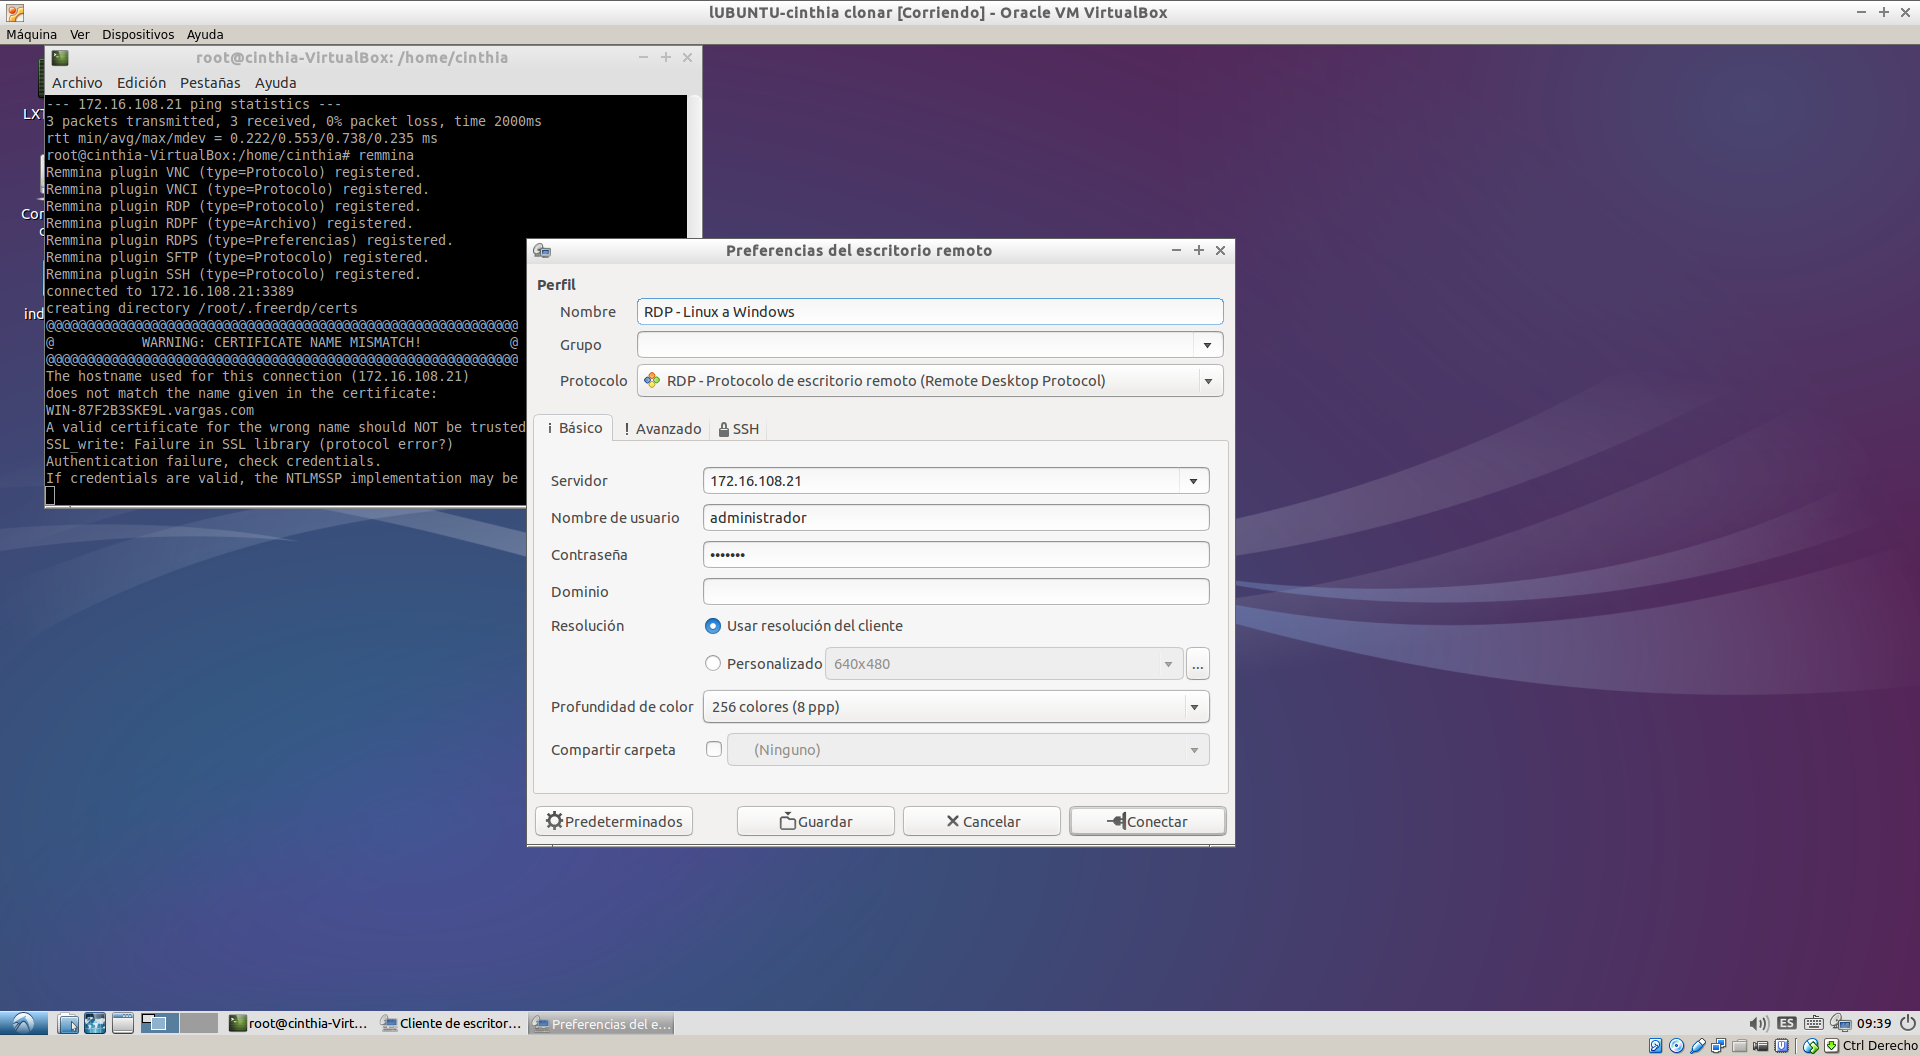 lUBUNTU-cinthia clonar [Corriendo] - Oracle VM VirtualBox
Máquina Ver Dispositivos Ayuda
root@cinthia-VirtualBox: /home/cinthia
Archivo Edición Pestañas Ayuda
--- 172.16.108.21 ping statistics ---
3 packets transmitted, 3 received, 0% packet loss, time 2000ms
rtt min/avg/max/mdev = 0.222/0.553/0.738/0.235 ms
root@cinthia-VirtualBox:/home/cinthia# remmina
Remmina plugin VNC (type=Protocolo) registered.
Remmina plugin VNCI (type=Protocolo) registered.
Remmina plugin RDP (type=Protocolo) registered.
Remmina plugin RDPF (type=Archivo) registered.
Remmina plugin RDPS (type=Preferencias) registered.
Remmina plugin SFTP (type=Protocolo) registered.
Remmina plugin SSH (type=Protocolo) registered.
connected to 172.16.108.21:3389
creating directory /root/.freerdp/certs
@@@@@@@@@@@@@@@@@@@@@@@@@@@@@@@@@@@@@@@@@@@@@@@@@@@@@@@@@@@
@ WARNING: CERTIFICATE NAME MISMATCH! @
@@@@@@@@@@@@@@@@@@@@@@@@@@@@@@@@@@@@@@@@@@@@@@@@@@@@@@@@@@@
The hostname used for this connection (172.16.108.21)
does not match the name given in the certificate:
WIN-87F2B3SKE9L.vargas.com
A valid certificate for the wrong name should NOT be trusted
SSL_write: Failure in SSL library (protocol error?)
Authentication failure, check credentials.
If credentials are valid, the NTLMSSP implementation may be
LXT
Cor
ind
Preferencias del escritorio remoto
Perfil
Nombre RDP - Linux a Windows
Grupo
Protocolo RDP - Protocolo de escritorio remoto (Remote Desktop Protocol)
Básico Avanzado SSH
Servidor 172.16.108.21
Nombre de usuario administrador
Contraseña •••••••
Dominio
Resolución Usar resolución del cliente
Personalizado 640x480 ...
Profundidad de color 256 colores (8 ppp)
Compartir carpeta (Ninguno)
Predeterminados Guardar Cancelar Conectar
root@cinthia-Virt... Cliente de escritor... Preferencias del e... ES 09:39
Ctrl Derecho